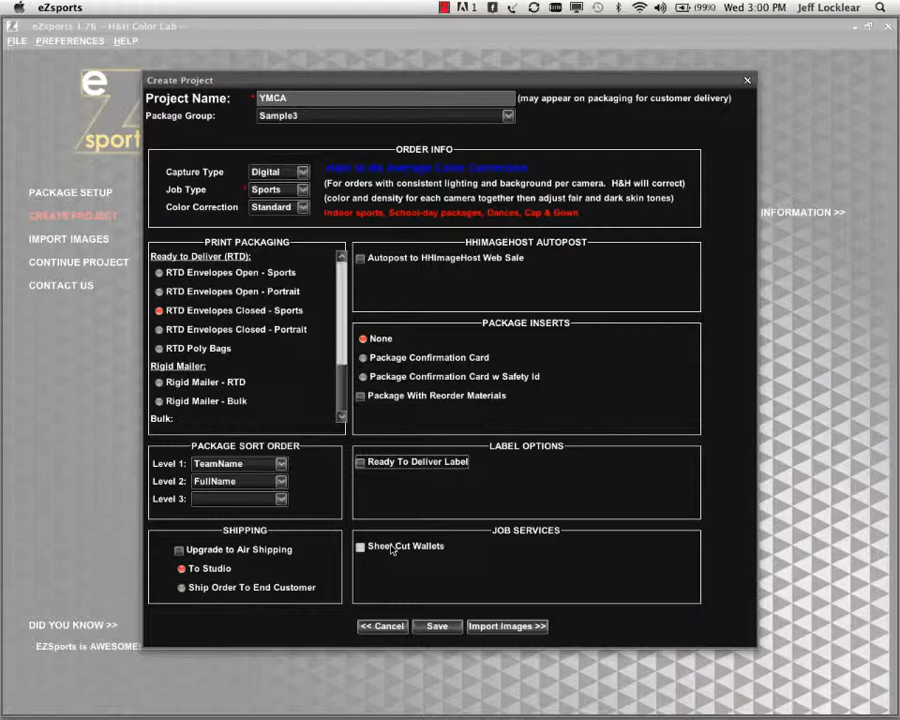 eZsports
1
(99%)
Wed 3:00 PM
Jeff Locklear
eZsports 1.76 - H&H Color Lab
FILE PREFERENCES HELP
e
Z
sport
PACKAGE SETUP
CREATE PROJECT
IMPORT IMAGES
CONTINUE PROJECT
CONTACT US
INFORMATION >>
DID YOU KNOW >>
EZSports is AWESOME
Create Project
Project Name: * YMCA (may appear on packaging for customer delivery)
Package Group: Sample3
ORDER INFO
Capture Type Digital
H&H to do Average Color Correction
Job Type * Sports
(For orders with consistent lighting and background per camera. H&H will correct)
(color and density for each camera together then adjust fair and dark skin tones)
Color Correction Standard
Indoor sports, School-day packages, Dances, Cap & Gown
PRINT PACKAGING
Ready to Deliver (RTD):
RTD Envelopes Open - Sports
RTD Envelopes Open - Portrait
RTD Envelopes Closed - Sports
RTD Envelopes Closed - Portrait
RTD Poly Bags
Rigid Mailer:
Rigid Mailer - RTD
Rigid Mailer - Bulk
Bulk:
HHIMAGEHOST AUTOPOST
Autopost to HHImageHost Web Sale
PACKAGE INSERTS
None
Package Confirmation Card
Package Confirmation Card w Safety Id
Package With Reorder Materials
PACKAGE SORT ORDER
Level 1: TeamName
Level 2: FullName
Level 3:
LABEL OPTIONS
Ready To Deliver Label
SHIPPING
Upgrade to Air Shipping
To Studio
Ship Order To End Customer
JOB SERVICES
Sheet Cut Wallets
<< Cancel
Save
Import Images >>